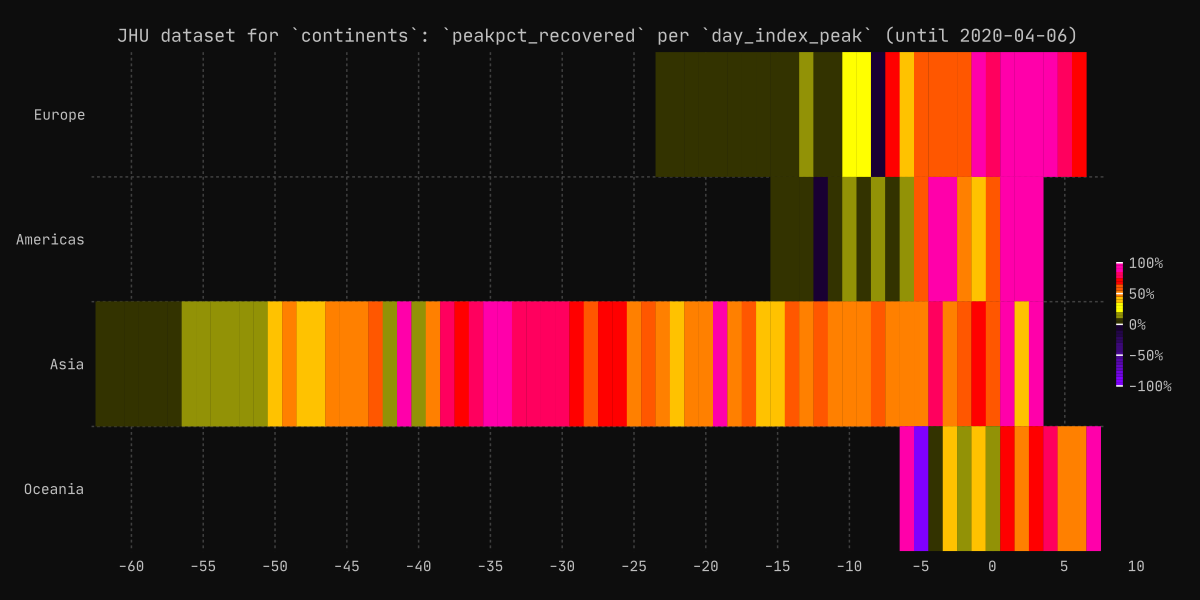 JHU dataset for `continents`: `peakpct_recovered` per `day_index_peak` (until 2020-04-06)
Europe
Americas
Asia
Oceania
100%
50%
0%
-50%
-100%
-60 -55 -50 -45 -40 -35 -30 -25 -20 -15 -10 -5 0 5 10